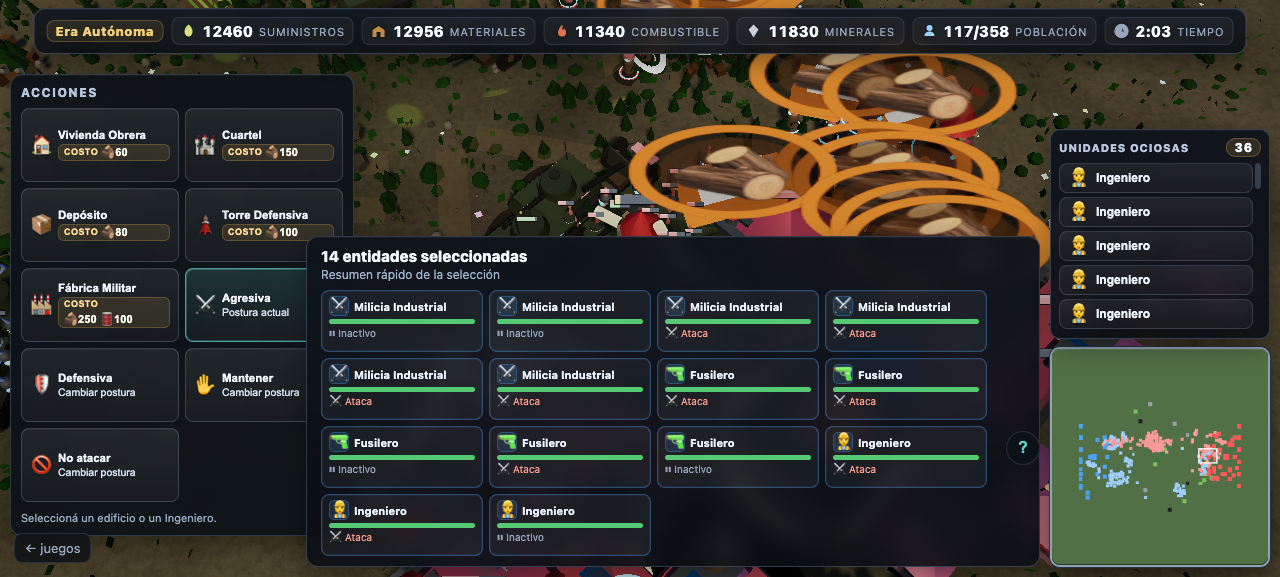 Era Autónoma
12460 SUMINISTROS
12956 MATERIALES
11340 COMBUSTIBLE
11830 MINERALES
117/358 POBLACIÓN
2:03 TIEMPO
ACCIONES
Vivienda Obrera
COSTO 60
Cuartel
COSTO 150
Depósito
COSTO 80
Torre Defensiva
COSTO 100
Fábrica Militar
COSTO
250 100
Agresiva
Postura actual
Defensiva
Cambiar postura
Mantener
Cambiar postura
No atacar
Cambiar postura
Seleccioná un edificio o un Ingeniero.
← juegos
14 entidades seleccionadas
Resumen rápido de la selección
Milicia Industrial
Inactivo
Milicia Industrial
Inactivo
Milicia Industrial
Ataca
Milicia Industrial
Ataca
Milicia Industrial
Ataca
Milicia Industrial
Ataca
Fusilero
Ataca
Fusilero
Ataca
Fusilero
Inactivo
Fusilero
Ataca
Fusilero
Inactivo
Ingeniero
Ataca
Ingeniero
Ataca
Ingeniero
Inactivo
?
UNIDADES OCIOSAS 36
Ingeniero
Ingeniero
Ingeniero
Ingeniero
Ingeniero